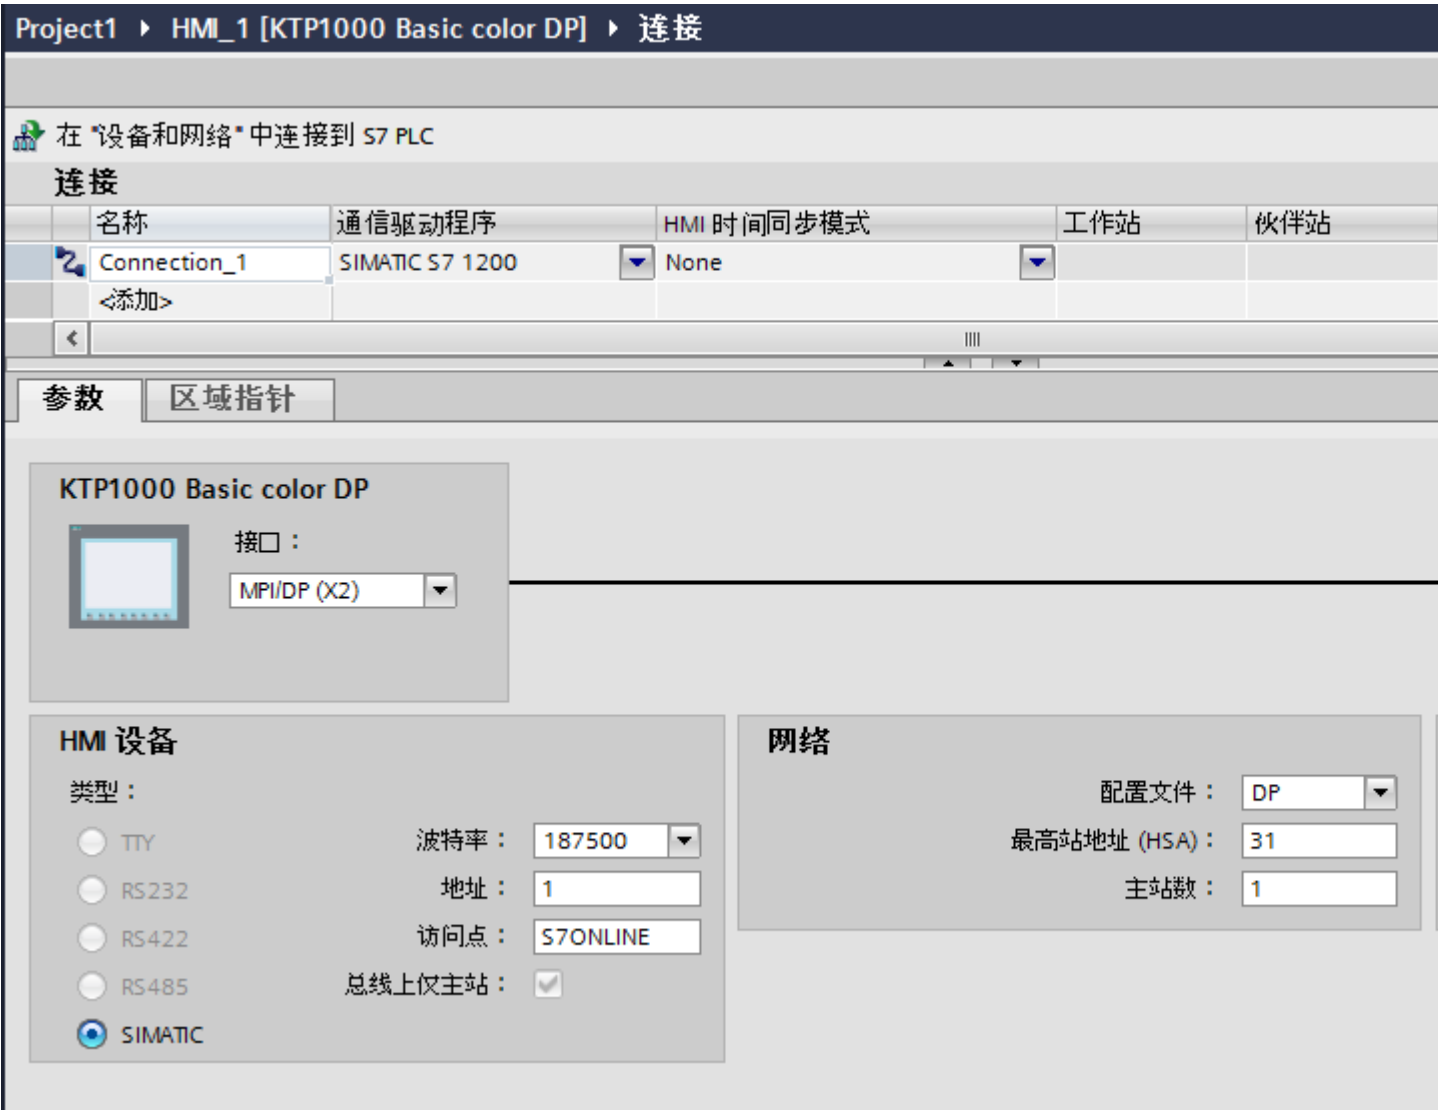 Project1 ▸ HMI_1 [KTP1000 Basic color DP] ▸ 连接
在 "设备和网络" 中连接到 S7 PLC
连接
名称 通信驱动程序 HMI 时间同步模式 工作站 伙伴站
Connection_1 SIMATIC S7 1200 None
<添加>
参数 区域指针
KTP1000 Basic color DP
接口：
MPI/DP (X2)
HMI 设备
类型：
TTY
RS232
RS422
RS485
SIMATIC
波特率： 187500
地址： 1
访问点： S7ONLINE
总线上仅主站：
网络
配置文件： DP
最高站地址 (HSA)： 31
主站数： 1